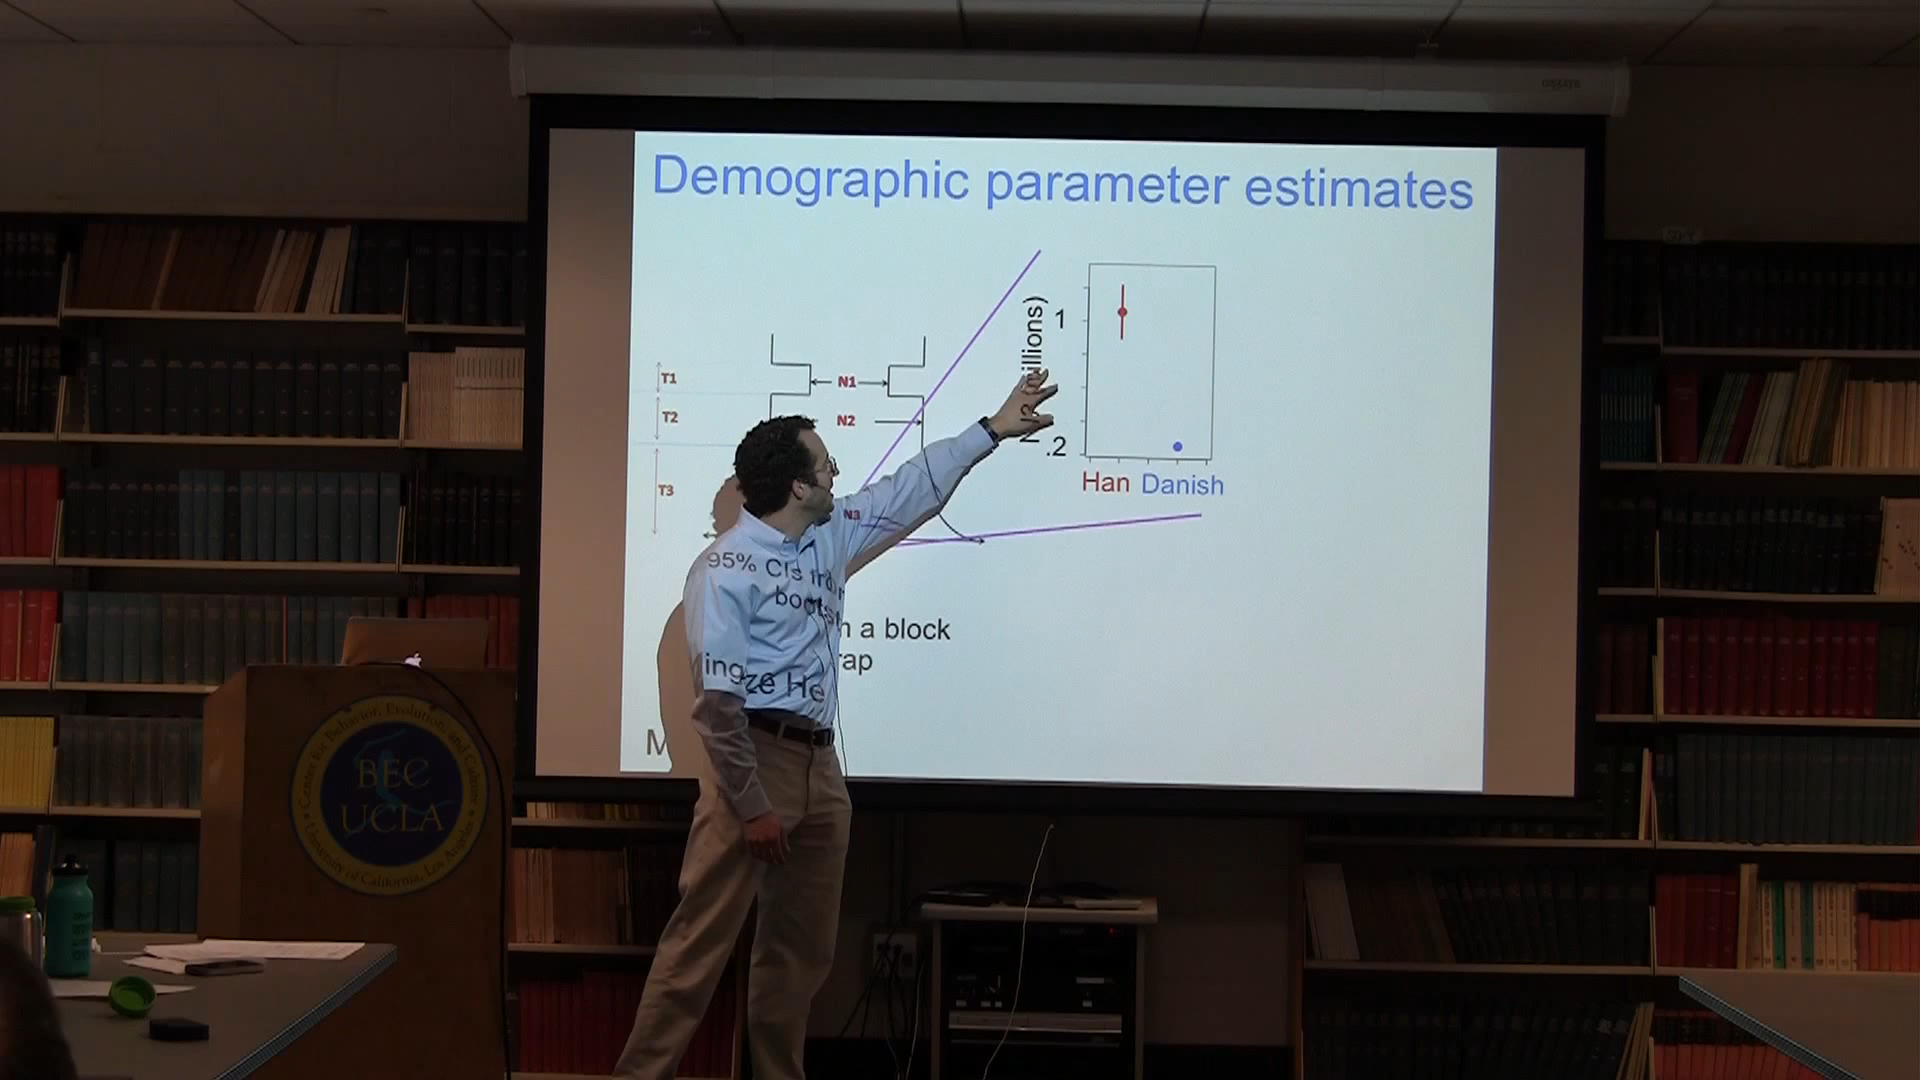 Demographic parameter estimates
T1
T2
T3
N1
N2
N3
1
.2
Han Danish
95% CIs from a block
bootstrap
Mingze He
Center for Behavior, Evolution, and Culture
BEC
UCLA
University of California, Los Angeles